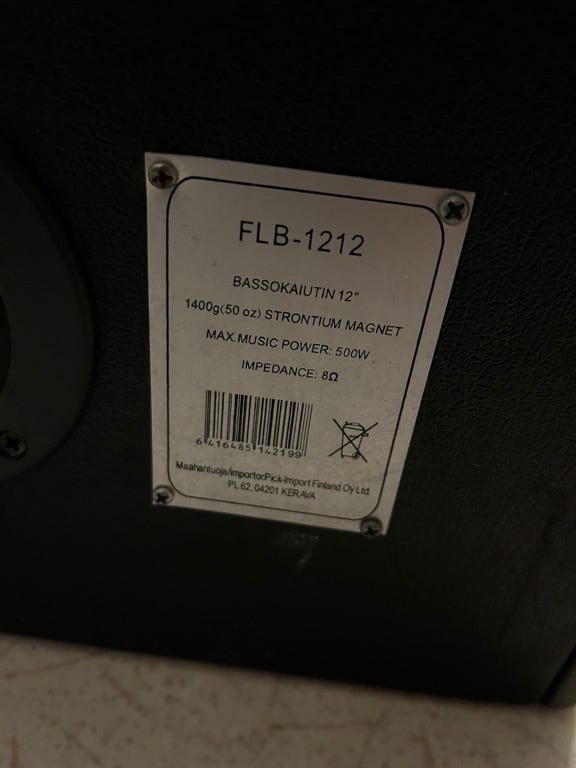 FLB-1212
BASSOKAIUTIN 12"
1400g(50 oz) STRONTIUM MAGNET
MAX.MUSIC POWER: 500W
IMPEDANCE: 8Ω
6 416485 142199
Maahantuoja/importor:Pick-Import Finland Oy Ltd.
PL 62, 04201 KERAVA